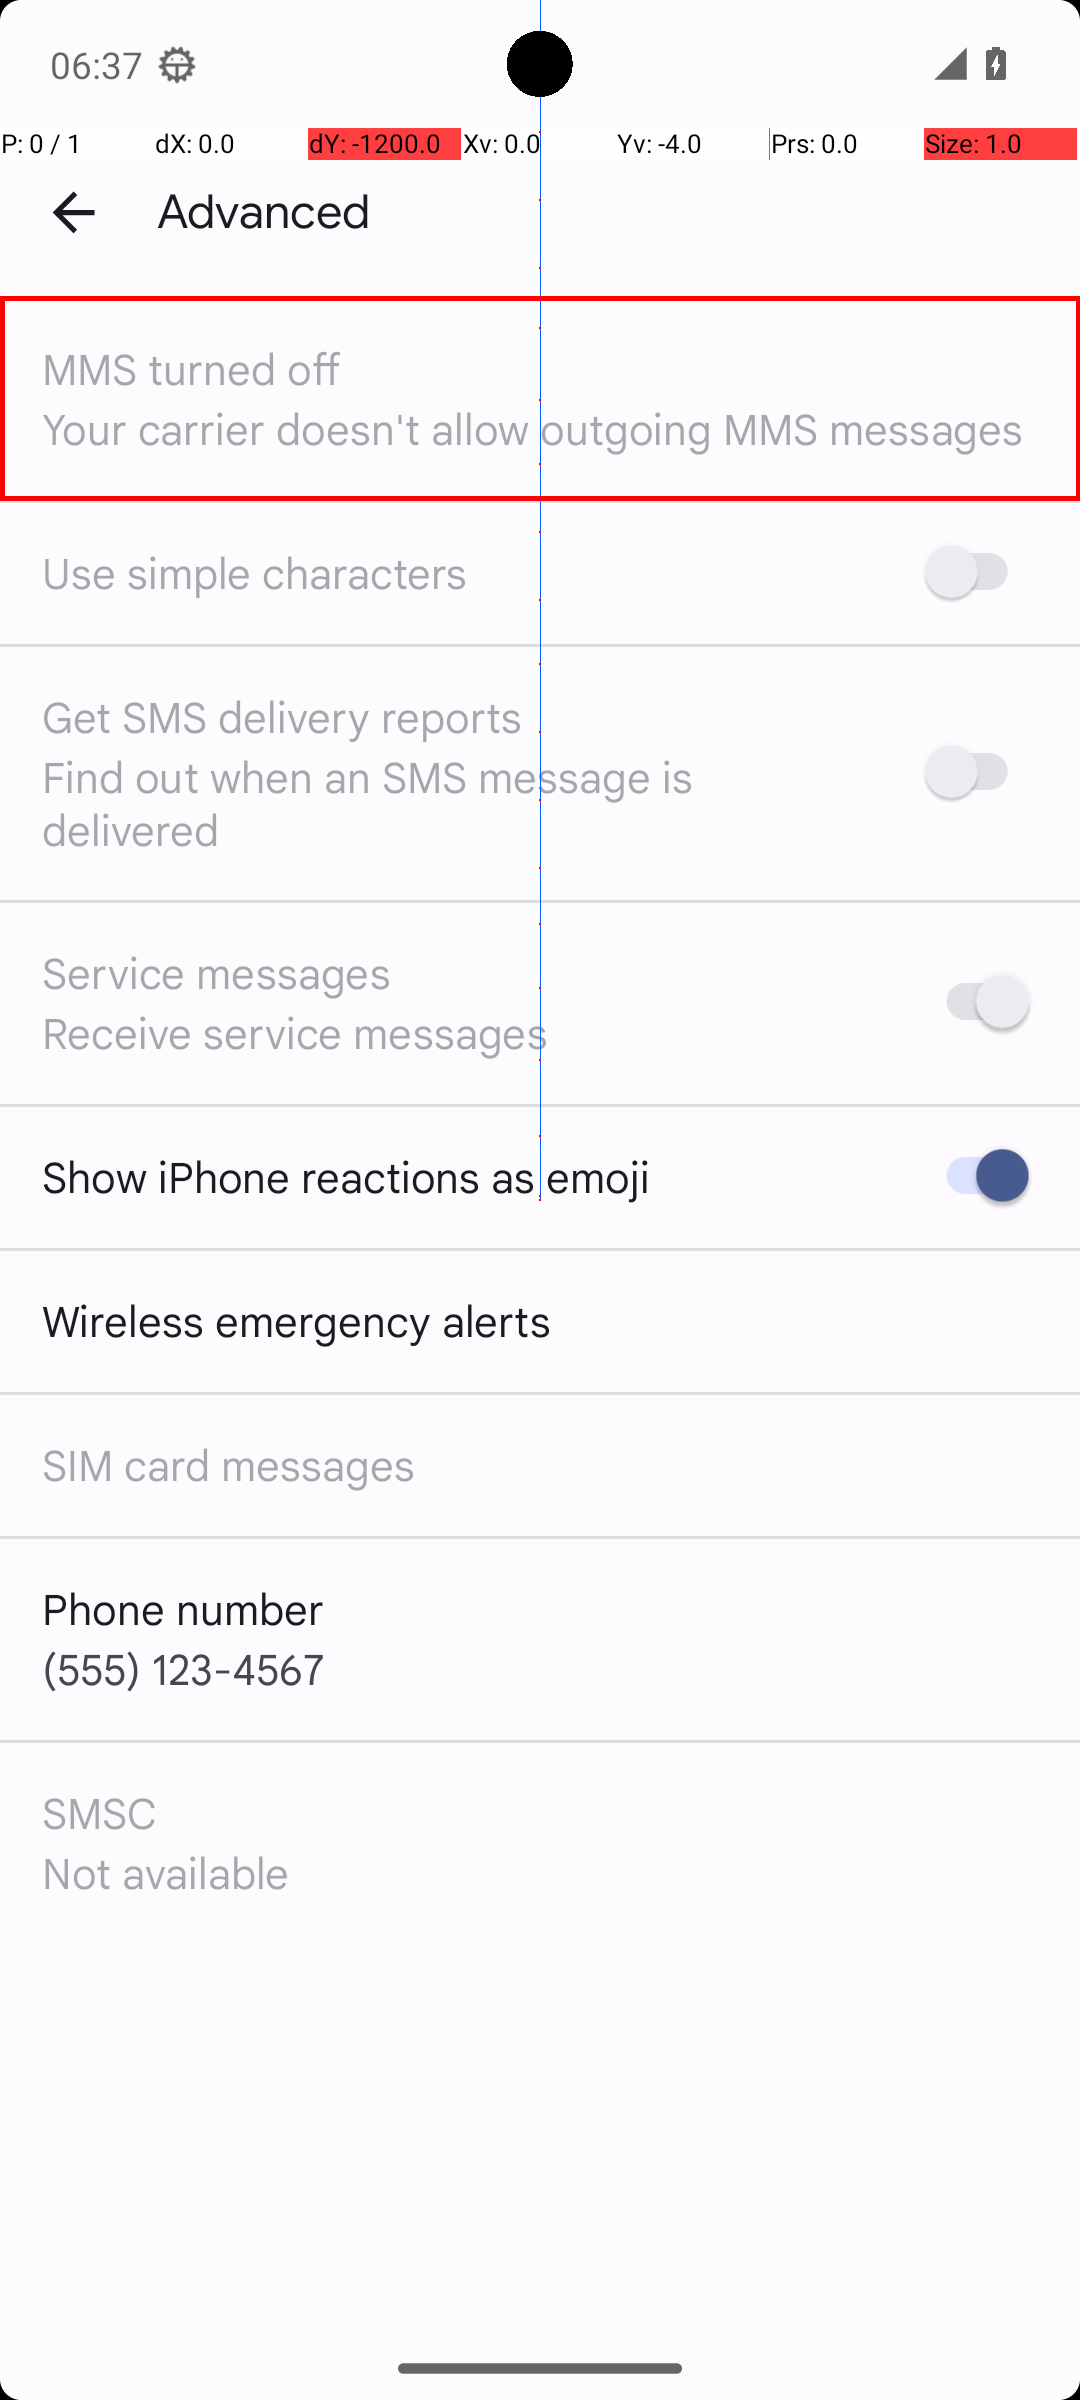 06:37
P: 0 / 1 dX: 0.0 dY: -1200.0 Xv: 0.0 Yv: -4.0 Prs: 0.0 Size: 1.0
Advanced
MMS turned off
Your carrier doesn't allow outgoing MMS messages
Use simple characters
Get SMS delivery reports
Find out when an SMS message is
delivered
Service messages
Receive service messages
Show iPhone reactions as emoji
Wireless emergency alerts
SIM card messages
Phone number
(555) 123-4567
SMSC
Not available